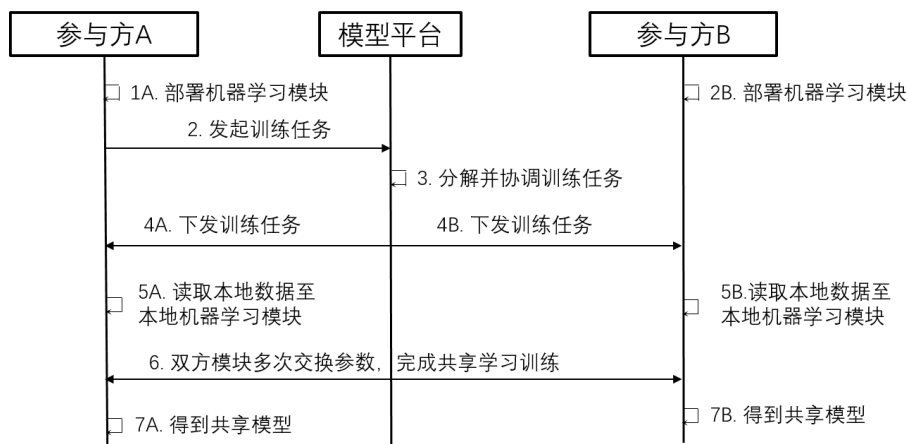 参与方A
模型平台
参与方B
1A. 部署机器学习模块
2B. 部署机器学习模块
2. 发起训练任务
3. 分解并协调训练任务
4A. 下发训练任务
4B. 下发训练任务
5A. 读取本地数据至
本地机器学习模块
5B.读取本地数据至
本地机器学习模块
6. 双方模块多次交换参数，完成共享学习训练
7A. 得到共享模型
7B. 得到共享模型